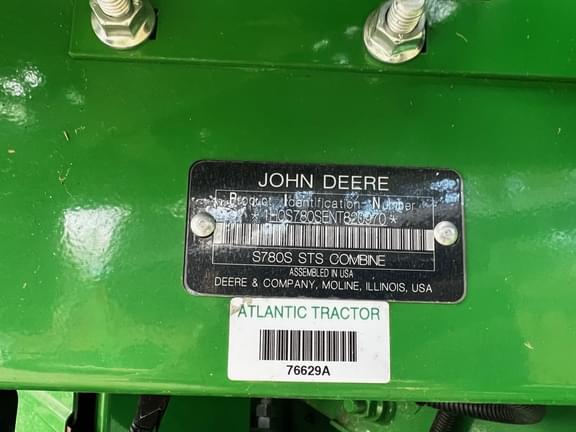 JOHN DEERE
Product Identification Number
*1H0S780SENT820970*
S780S STS COMBINE
ASSEMBLED IN USA
DEERE & COMPANY, MOLINE, ILLINOIS, USA
ATLANTIC TRACTOR
76629A